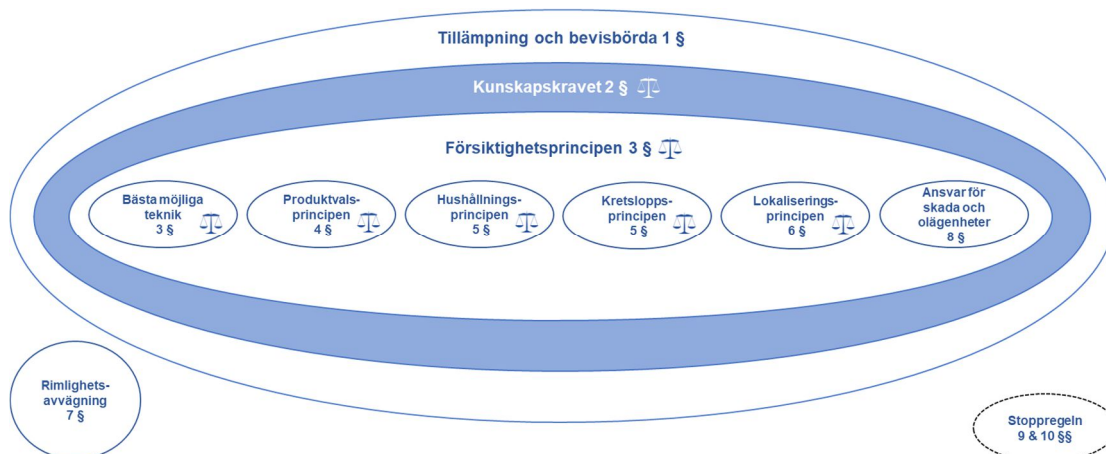 Tillämpning och bevisbörda 1 §
Kunskapskravet 2 §
Försiktighetsprincipen 3 §
Bästa möjliga
teknik
3 §
Produktvals-
principen
4 §
Hushållnings-
principen
5 §
Kretslopps-
principen
5 §
Lokaliserings-
principen
6 §
Ansvar för
skada och
olägenheter
8 §
Rimlighets-
avvägning
7 §
Stoppregeln
9 & 10 §§